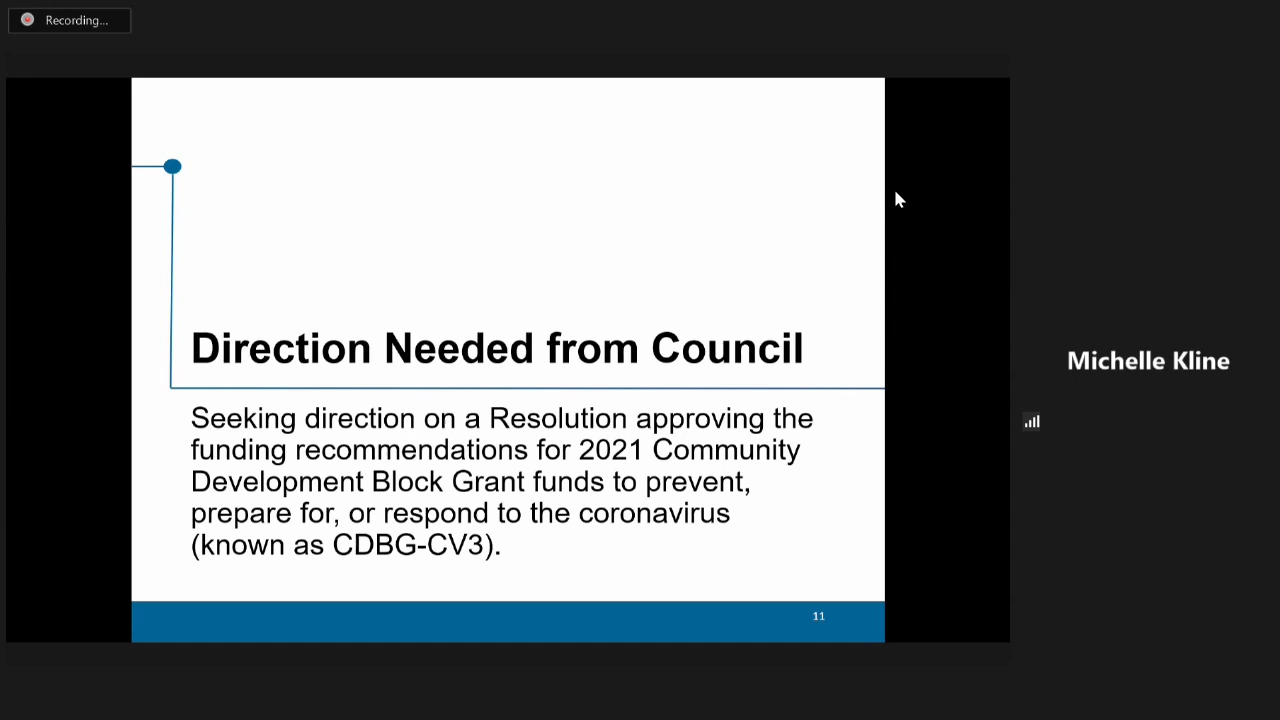 Recording...
Direction Needed from Council
Seeking direction on a Resolution approving the
funding recommendations for 2021 Community
Development Block Grant funds to prevent,
prepare for, or respond to the coronavirus
(known as CDBG-CV3).
11
Michelle Kline